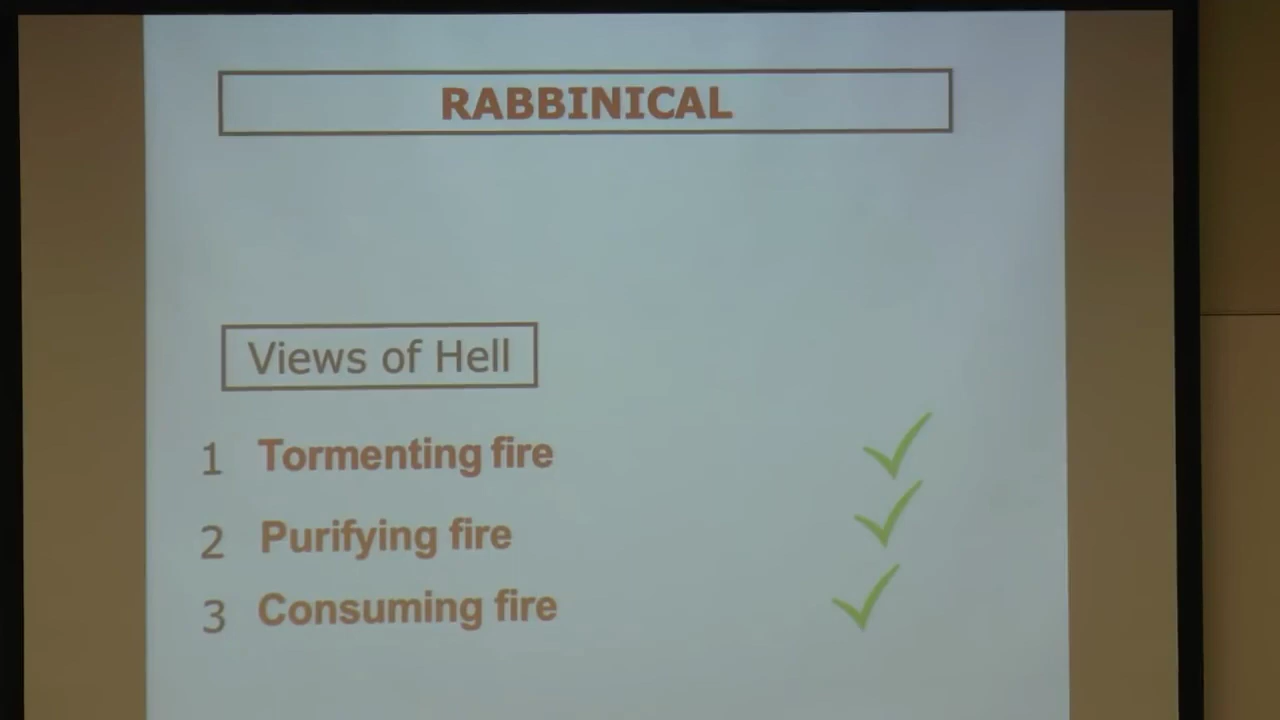 RABBINICAL
Views of Hell
1 Tormenting fire
2 Purifying fire
3 Consuming fire